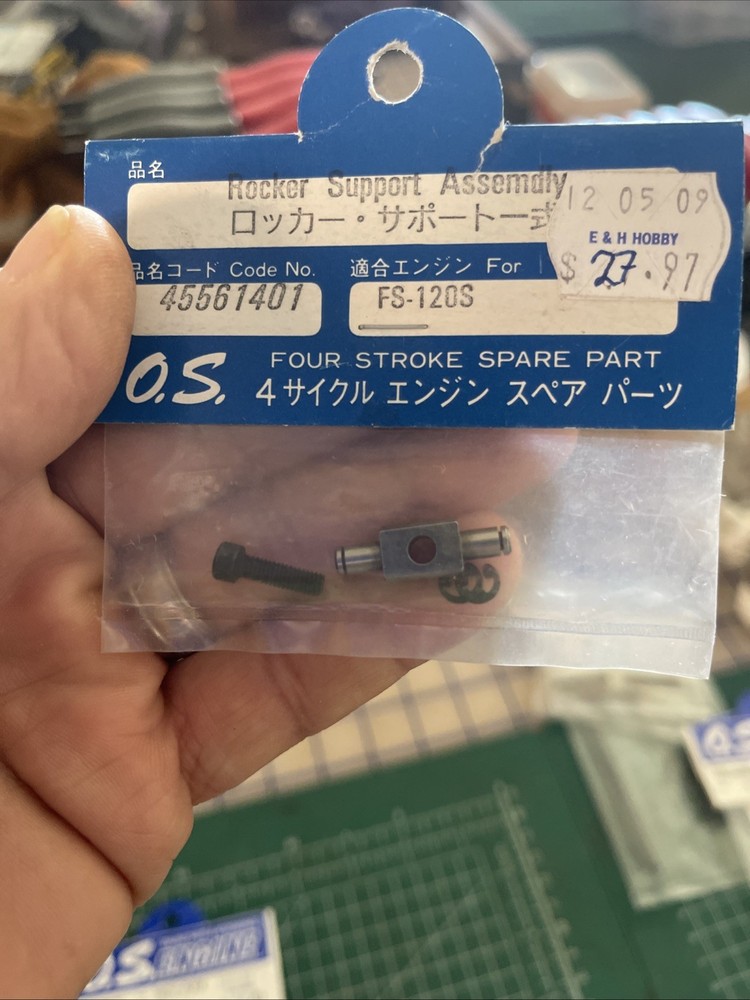 品名
Rocker Support Assembly
ロッカー・サポート一式
12 05 09
E & H HOBBY
$ 27.97
品名コード Code No.
45561401
適合エンジン For
FS-120S
O.S. FOUR STROKE SPARE PART
4サイクル エンジン スペア パーツ
O.S.
OS ENGINE